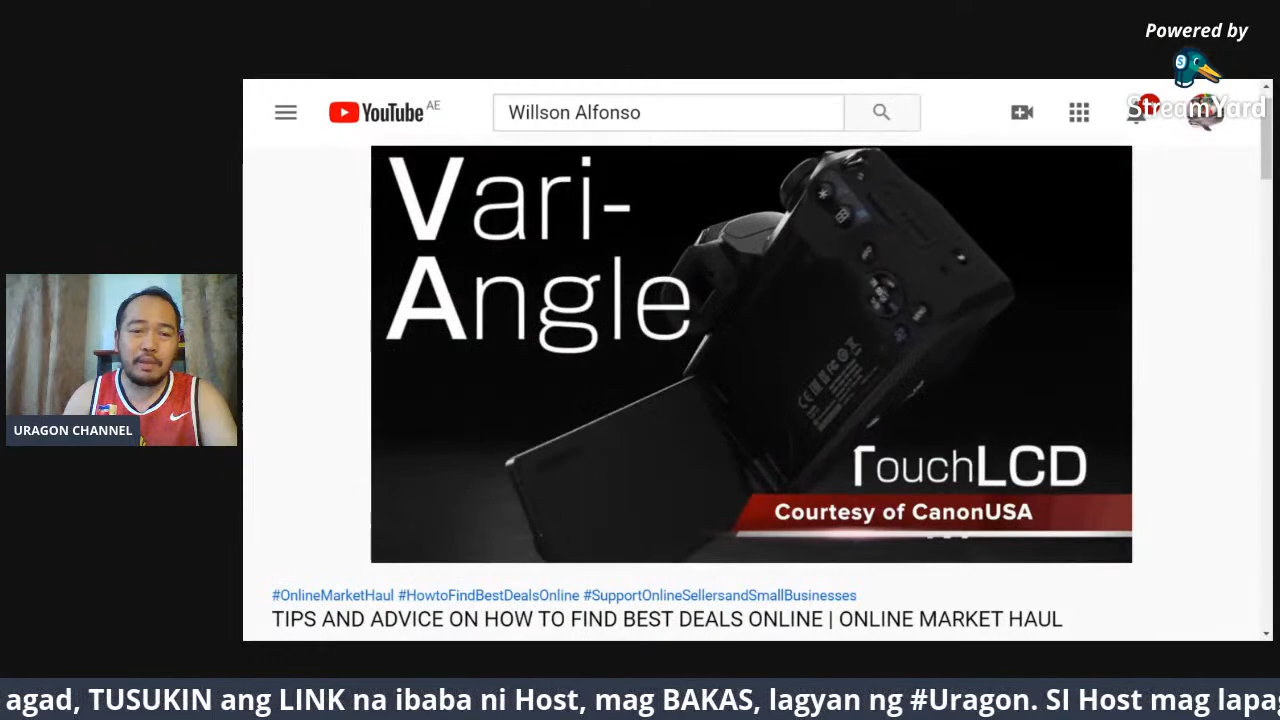 Powered by
StreamYard
YouTube AE
Willson Alfonso
Vari-
Angle
TouchLCD
Courtesy of CanonUSA
URAGON CHANNEL
#OnlineMarketHaul #HowtoFindBestDealsOnline #SupportOnlineSellersandSmallBusinesses
TIPS AND ADVICE ON HOW TO FIND BEST DEALS ONLINE | ONLINE MARKET HAUL
agad, TUSUKIN ang LINK na ibaba ni Host, mag BAKAS, lagyan ng #Uragon. SI Host mag lapag